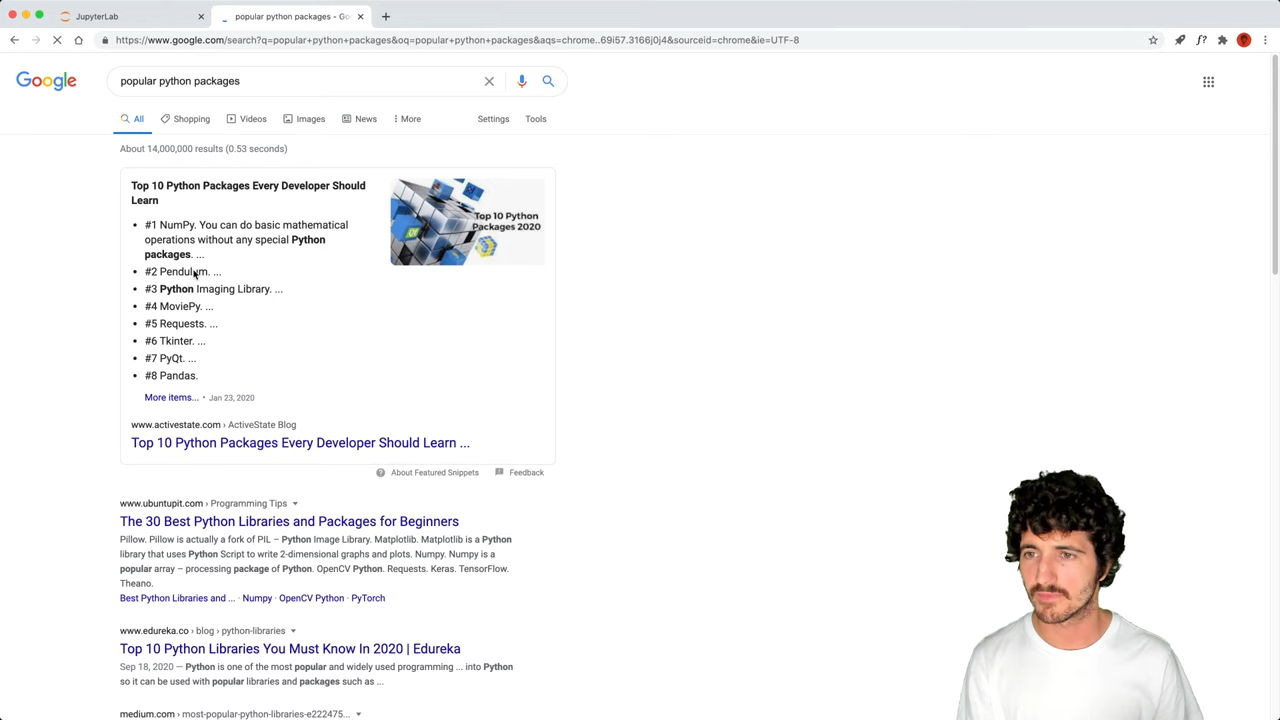 JupyterLab
popular python packages - Go
https://www.google.com/search?q=popular+python+packages&oq=popular+python+packages&aqs=chrome..69i57.3166j0j4&sourceid=chrome&ie=UTF-8
Google
popular python packages
All Shopping Videos Images News More Settings Tools
About 14,000,000 results (0.53 seconds)
Top 10 Python Packages Every Developer Should
Learn
#1 NumPy. You can do basic mathematical
operations without any special Python
packages. ...
#2 Pendulum. ...
#3 Python Imaging Library. ...
#4 MoviePy. ...
#5 Requests. ...
#6 Tkinter. ...
#7 PyQt. ...
#8 Pandas.
More items... • Jan 23, 2020
Top 10 Python
Packages 2020
www.activestate.com › ActiveState Blog
Top 10 Python Packages Every Developer Should Learn ...
About Featured Snippets Feedback
www.ubuntupit.com › Programming Tips
The 30 Best Python Libraries and Packages for Beginners
Pillow. Pillow is actually a fork of PIL – Python Image Library. Matplotlib. Matplotlib is a Python
library that uses Python Script to write 2-dimensional graphs and plots. Numpy. Numpy is a
popular array – processing package of Python. OpenCV Python. Requests. Keras. TensorFlow.
Theano.
Best Python Libraries and ... · Numpy · OpenCV Python · PyTorch
www.edureka.co › blog › python-libraries
Top 10 Python Libraries You Must Know In 2020 | Edureka
Sep 18, 2020 — Python is one of the most popular and widely used programming ... into Python
so it can be used with popular libraries and packages such as ...
medium.com › most-popular-python-libraries-e222475...